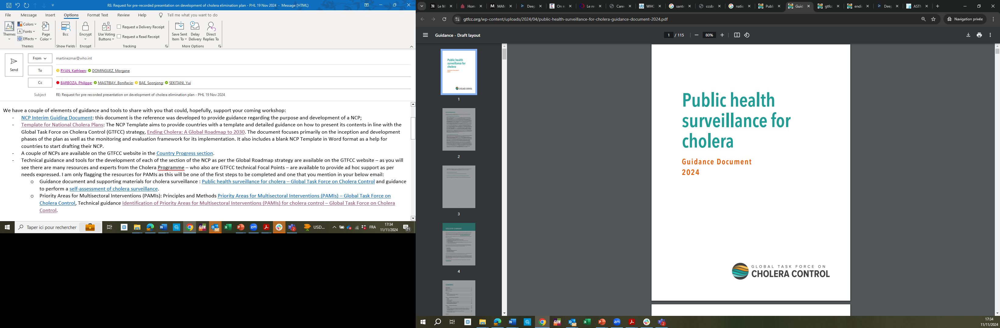 RE: Request for pre-recorded presentation on development of cholera elimination plan - PHL 19 Nov 2024 - Message (HTML)
File Message Insert Options Format Text Review Help Tell me what you want to do
Themes
Colors
Fonts
Effects
Page Color
Bcc
Encrypt
Use Voting Buttons
Request a Delivery Receipt
Request a Read Receipt
Save Sent Item To
Delay Delivery
Direct Replies To
Themes Show Fields Encrypt Tracking More Options
Send
From martinezmar@who.int
To RYAN, Kathleen; DOMINGUEZ, Morgane
Cc BARBOZA, Philippe; MAGTIBAY, Bonifacio; BAE, Soonjong; SEKITANI, Yui
Subject RE: Request for pre-recorded presentation on development of cholera elimination plan - PHL 19 Nov 2024
We have a couple of elements of guidance and tools to share with you that could, hopefully, support your coming workshop:
- NCP Interim Guiding Document: this document is the reference was developed to provide guidance regarding the purpose and development of a NCP;
- Template for National Cholera Plans: The NCP Template aims to provide countries with a template and detailed guidance on how to present its contents in line with the
Global Task Force on Cholera Control (GTFCC) strategy, Ending Cholera: A Global Roadmap to 2030. The document focuses primarily on the inception and development
phases of the plan as well as the monitoring and evaluation framework for its implementation. It also includes a blank NCP Template in Word format as a help for
countries to start drafting their NCP.
- A couple of NCPs are available on the GTFCC website in the Country Progress section.
- Technical guidance and tools for the development of each of the section of the NCP as per the Global Roadmap strategy are available on the GTFCC website – as you will
see there are many resources and experts from the Cholera Programme – who also are GTFCC technical Focal Points – are available to provide ad hoc support as per
needs expressed. I am only flagging the resources for PAMIs as this will be one of the first steps to be completed and one that you mention in your below email:
o Guidance document and supporting materials for cholera surveillance : Public health surveillance for cholera – Global Task Force on Cholera Control and guidance
to perform a self-assessment of cholera surveillance.
o Priority Areas for Multisectoral Interventions (PAMIs): Principles and Methods Priority Areas for Multisectoral Interventions (PAMIs) – Global Task Force on
Cholera Control, Technical guidance Identification of Priority Areas for Multisectoral Interventions (PAMIs) for cholera control – Global Task Force on Cholera
Control.
Taper ici pour rechercher
USD...
FRA
17:34
11/11/2024
21
Le M Hom MAM Deep On r Le re Care WHO sant ccsb natio Publi Guid gtfcc endi Deep ASTM
gtfcc.org/wp-content/uploads/2024/04/public-health-surveillance-for-cholera-guidance-document-2024.pdf
Navigation privée
Guidance - Draft layout
1 / 115
80%
Public health
surveillance for
cholera
Guidance Document
2024
CHOLERA CONTROL
1
2
3
EXECUTIVE SUMMARY
4
CONTENTS
Public health
surveillance for
cholera
Guidance Document
2024
GLOBAL TASK FORCE ON
CHOLERA CONTROL
17:34
11/11/2024